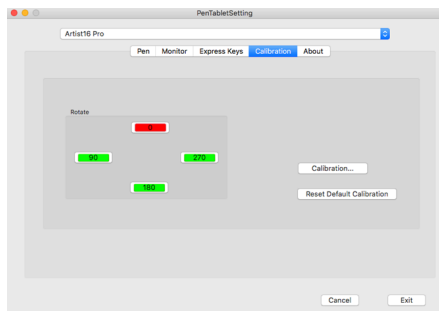 PenTabletSetting
Artist16 Pro
Pen Monitor Express Keys Calibration About
Rotate
0
90 270
180
Calibration...
Reset Default Calibration
Cancel Exit